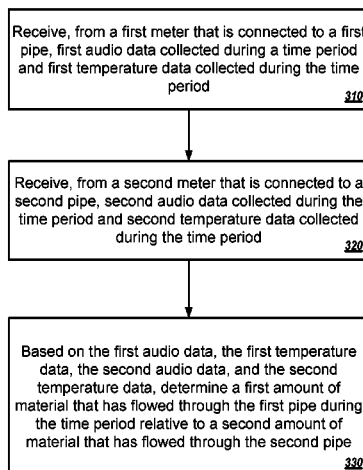 Receive, from a first meter that is connected to a first
pipe, first audio data collected during a time period
and first temperature data collected during the time
period
310
Receive, from a second meter that is connected to a
second pipe, second audio data collected during the
time period and second temperature data collected
during the time period
320
Based on the first audio data, the first temperature
data, the second audio data, and the second
temperature data, determine a first amount of
material that has flowed through the first pipe during
the time period relative to a second amount of
material that has flowed through the second pipe
330